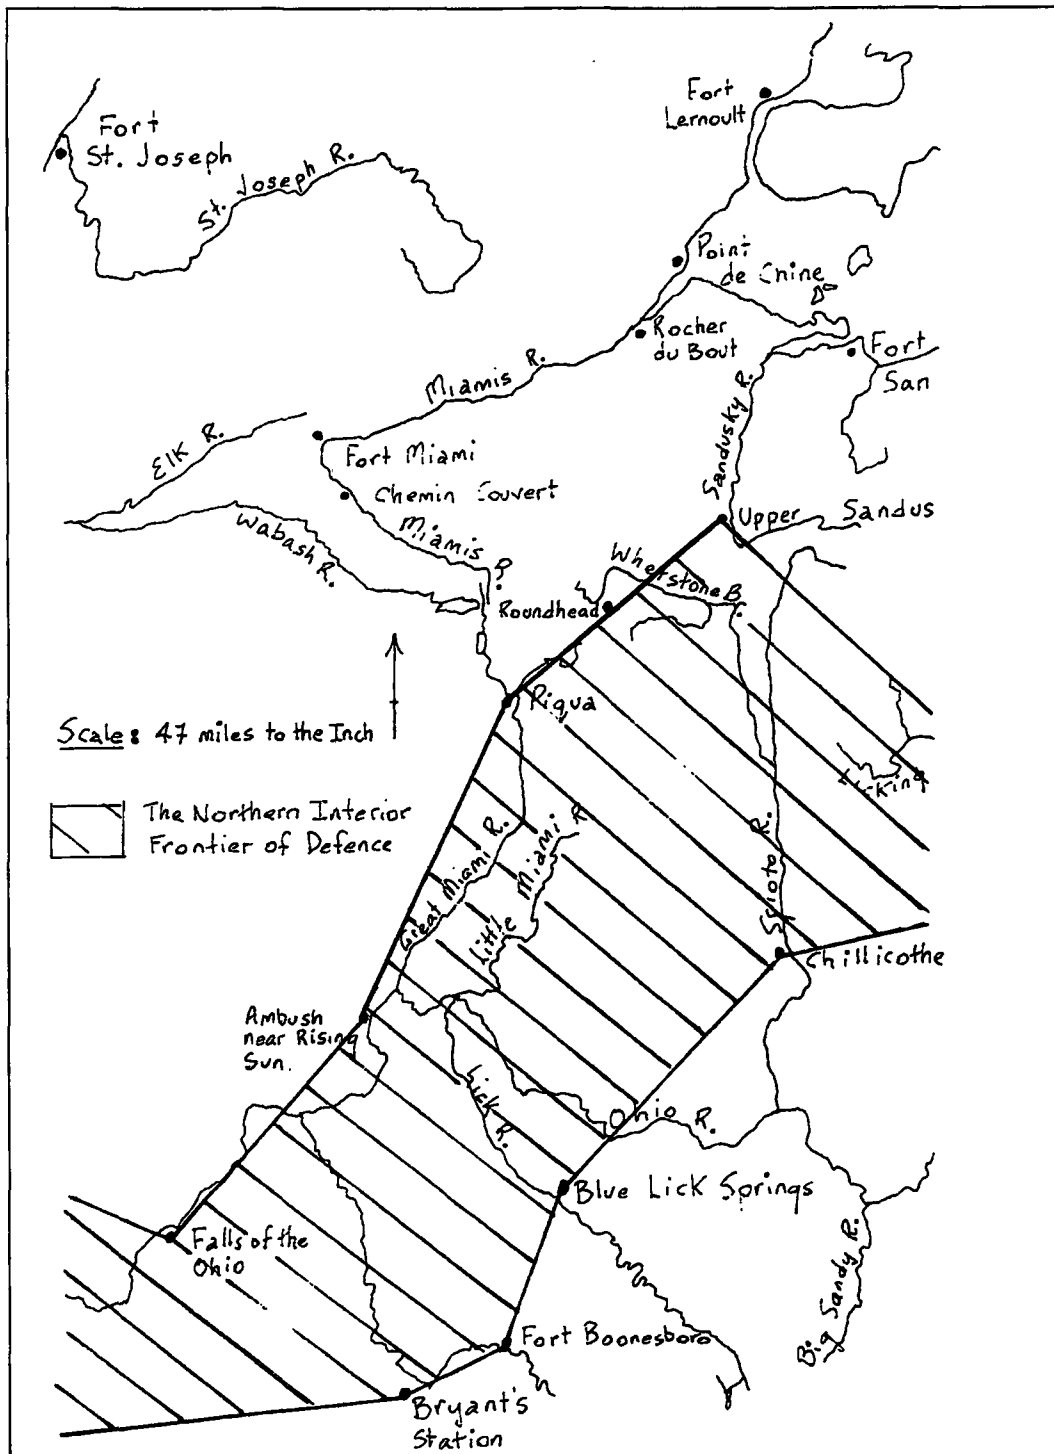 Fort
Lernoult
Fort
St. Joseph
St. Joseph R.
Point
de Chine
Rocher
du Bout
Fort
San
Miamis R.
Sandusky R.
Elk R.
Fort Miami
Chemin Couvert
Upper
Sandus
Wabash R.
Miamis R.
Whetstone B.
Roundhead
Piqua
Scale: 47 miles to the Inch
Licking
The Northern Interior
Frontier of Defence
Great Miami R.
Little Miami R.
Scioto R.
Chillicothe
Ambush
near Rising
Sun.
Lick R.
Ohio R.
Blue Lick Springs
Falls of the
Ohio
Big Sandy R.
Fort Boonesboro
Bryant's
Station